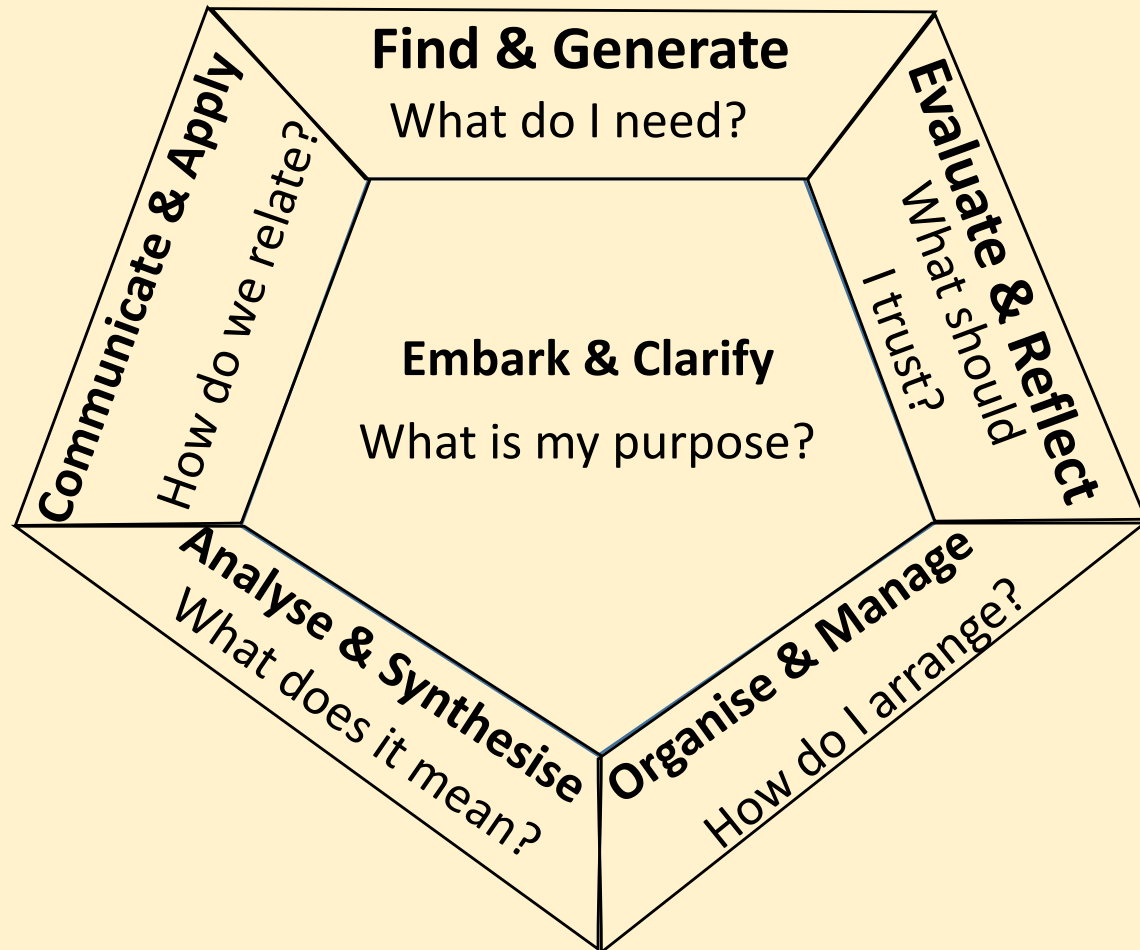 Find & Generate
What do I need?
Evaluate & Reflect
What should
I trust?
Organise & Manage
How do I arrange?
Analyse & Synthesise
What does it mean?
Communicate & Apply
How do we relate?
Embark & Clarify
What is my purpose?